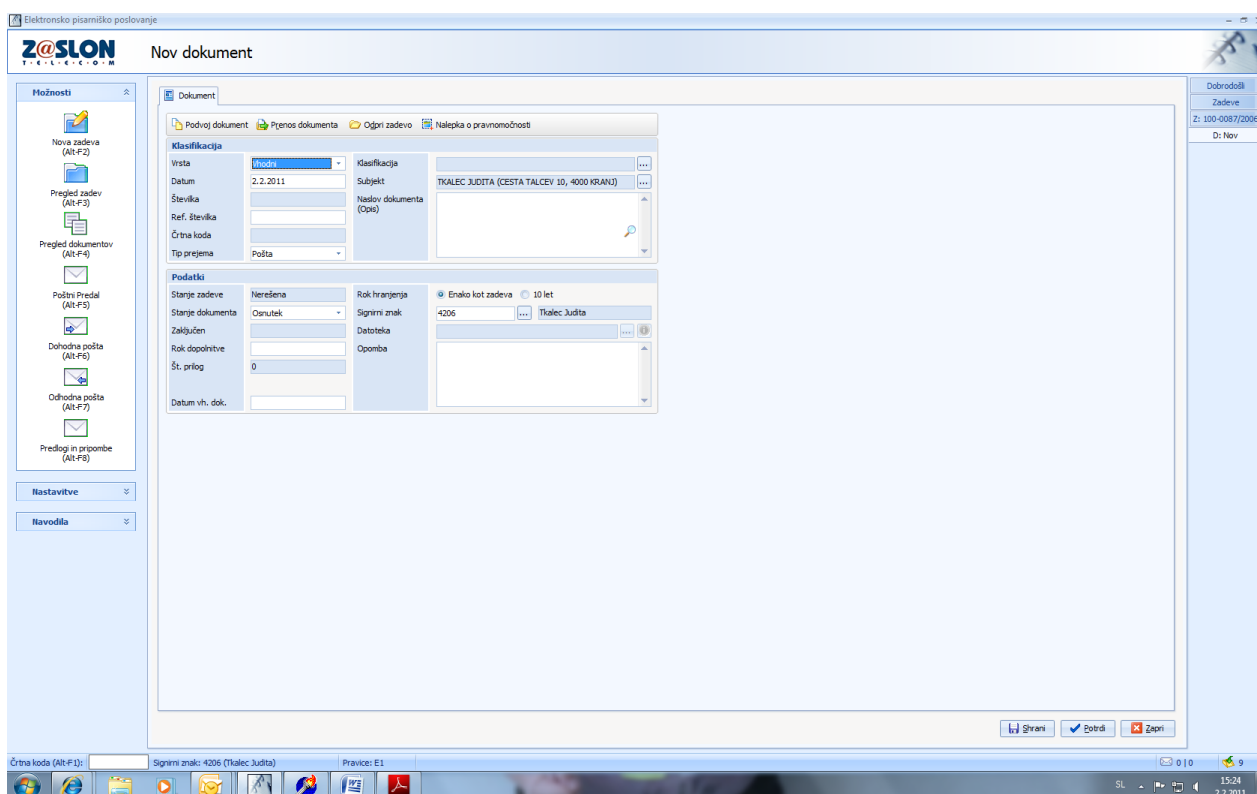 Elektronsko pisarniško poslovanje
Z@SLON
T·E·L·E·C·O·M
Nov dokument
Možnosti
Nova zadeva
(Alt-F2)
Pregled zadev
(Alt-F3)
Pregled dokumentov
(Alt-F4)
Poštni Predal
(Alt-F5)
Dohodna pošta
(Alt-F6)
Odhodna pošta
(Alt-F7)
Predlogi in pripombe
(Alt-F8)
Nastavitve
Navodila
Dokument
Podvoj dokument Prenos dokumenta Odpri zadevo Nalepka o pravnomočnosti
Klasifikacija
Vrsta Vhodni Klasifikacija ...
Datum 2.2.2011 Subjekt TKALEC JUDITA (CESTA TALCEV 10, 4000 KRANJ) ...
Številka Naslov dokumenta
(Opis)
Ref. številka
Črtna koda
Tip prejema Pošta
Podatki
Stanje zadeve Nerešena Rok hranjenja Enako kot zadeva 10 let
Stanje dokumenta Osnutek Signirni znak 4206 ... Tkalec Judita
Zaključen Datoteka ...
Rok dopolnitve Opomba
Št. prilog 0
Datum vh. dok.
Dobrodošli
Zadeve
Z: 100-0087/2006
D: Nov
Shrani Potrdi Zapri
Črtna koda (Alt-F1): Signirni znak: 4206 (Tkalec Judita) Pravice: E1 0|0 9
SL 15:24
2.2.2011